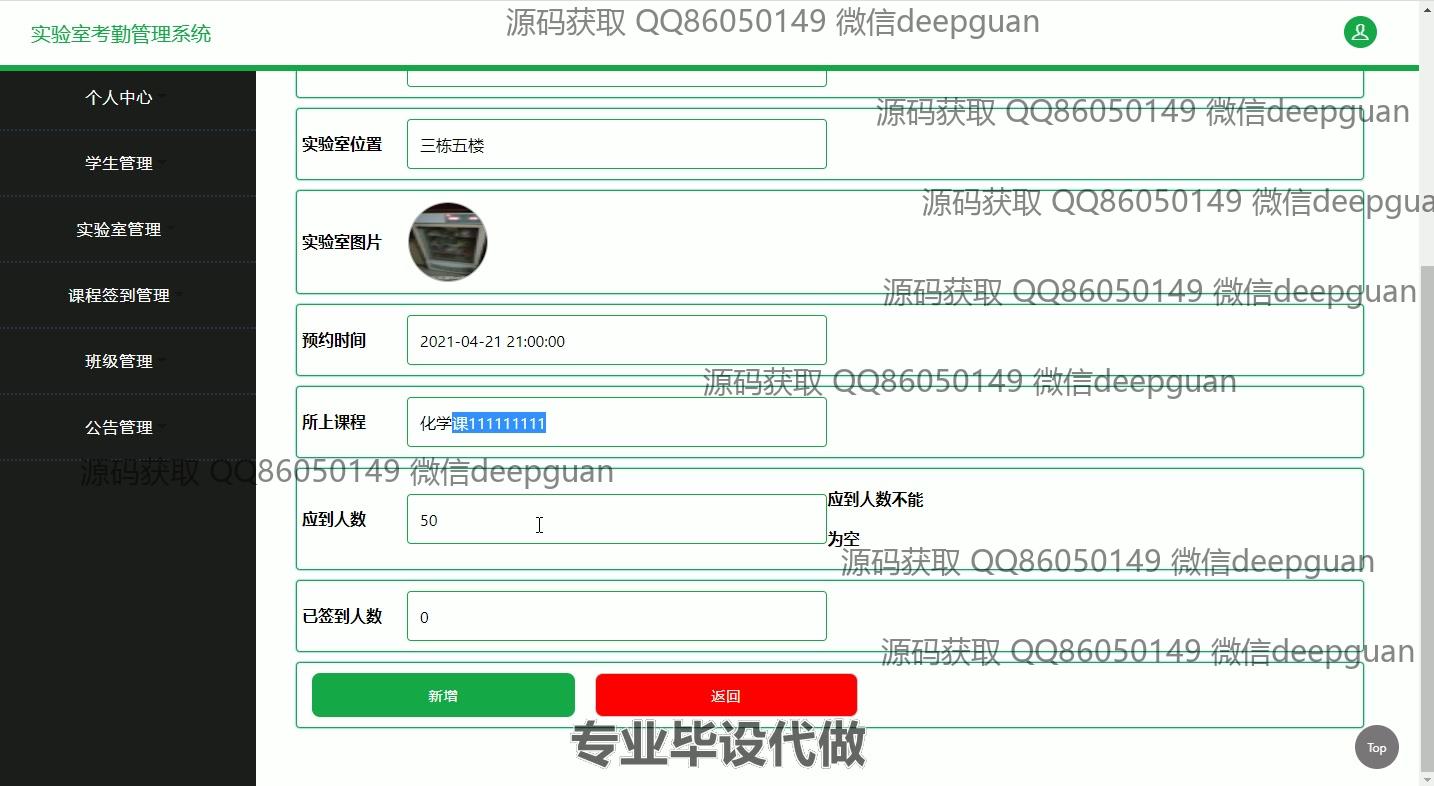 实验室考勤管理系统
源码获取 QQ86050149 微信deepguan
个人中心
学生管理
实验室管理
课程签到管理
班级管理
公告管理
源码获取 QQ86050149 微信deepguan
实验室位置
三栋五楼
源码获取 QQ86050149 微信deepgua
实验室图片
源码获取 QQ86050149 微信deepguan
预约时间
2021-04-21 21:00:00
源码获取 QQ86050149 微信deepguan
所上课程
化学课111111111
源码获取 QQ86050149 微信deepguan
应到人数
50
应到人数不能
为空
源码获取 QQ86050149 微信deepguan
已签到人数
0
源码获取 QQ86050149 微信deepguan
新增
返回
专业毕设代做
Top